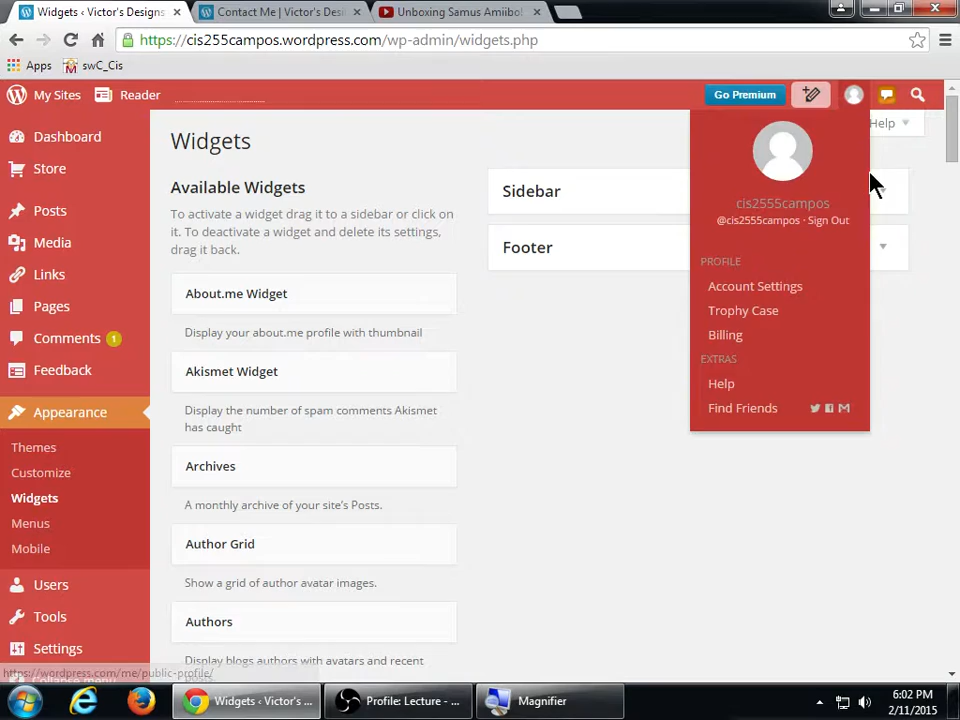 Widgets ‹ Victor's Designs
Contact Me | Victor's Desi
Unboxing Samus Amiibo!
https://cis255campos.wordpress.com/wp-admin/widgets.php
Apps
swC_Cis
My Sites
Reader
Go Premium
Dashboard
Store
Posts
Media
Links
Pages
Comments 1
Feedback
Appearance
Themes
Customize
Widgets
Menus
Mobile
Users
Tools
Settings
https://wordpress.com/me/public-profile/
Widgets
Help
Available Widgets
To activate a widget drag it to a sidebar or click on
it. To deactivate a widget and delete its settings,
drag it back.
About.me Widget
Display your about.me profile with thumbnail
Akismet Widget
Display the number of spam comments Akismet
has caught
Archives
A monthly archive of your site's Posts.
Author Grid
Show a grid of author avatar images.
Authors
Display blogs authors with avatars and recent
Sidebar
Footer
cis2555campos
@cis2555campos · Sign Out
PROFILE
Account Settings
Trophy Case
Billing
EXTRAS
Help
Find Friends
Widgets ‹ Victor's ...
Profile: Lecture - ...
Magnifier
6:02 PM
2/11/2015